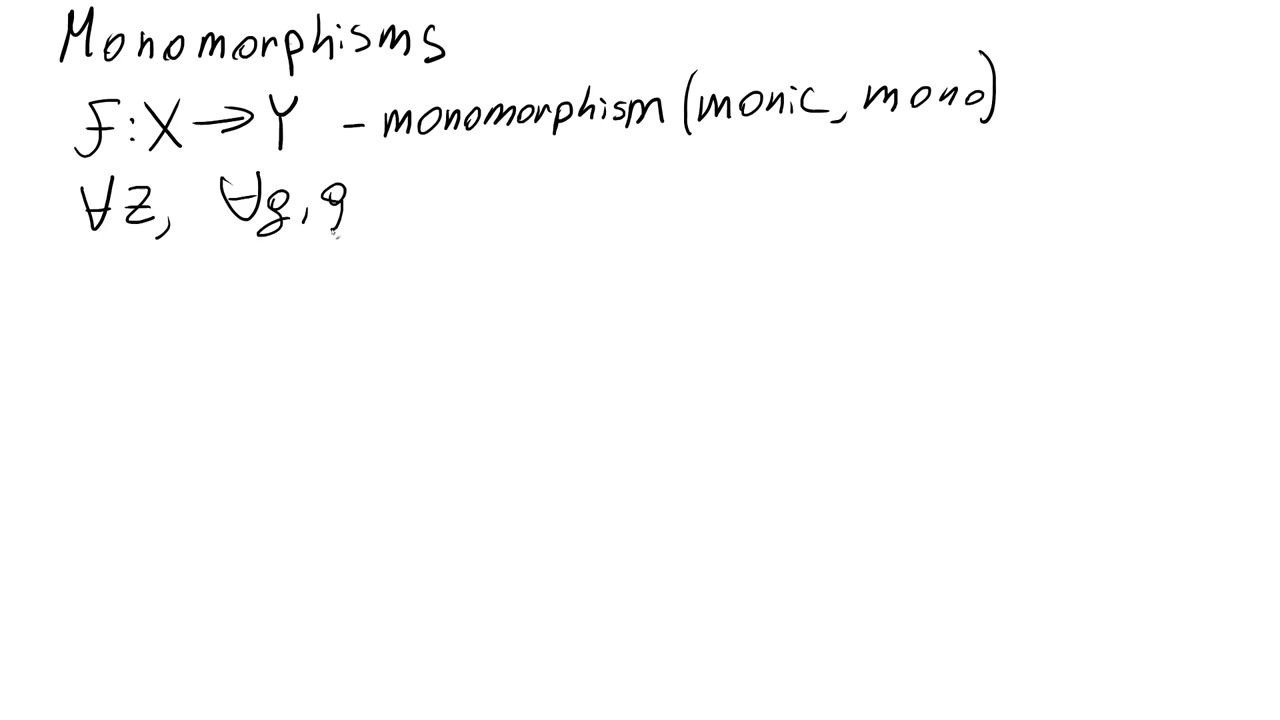 Monomorphisms
f: X → Y – monomorphism (monic, mono)
∀z, ∀g, g